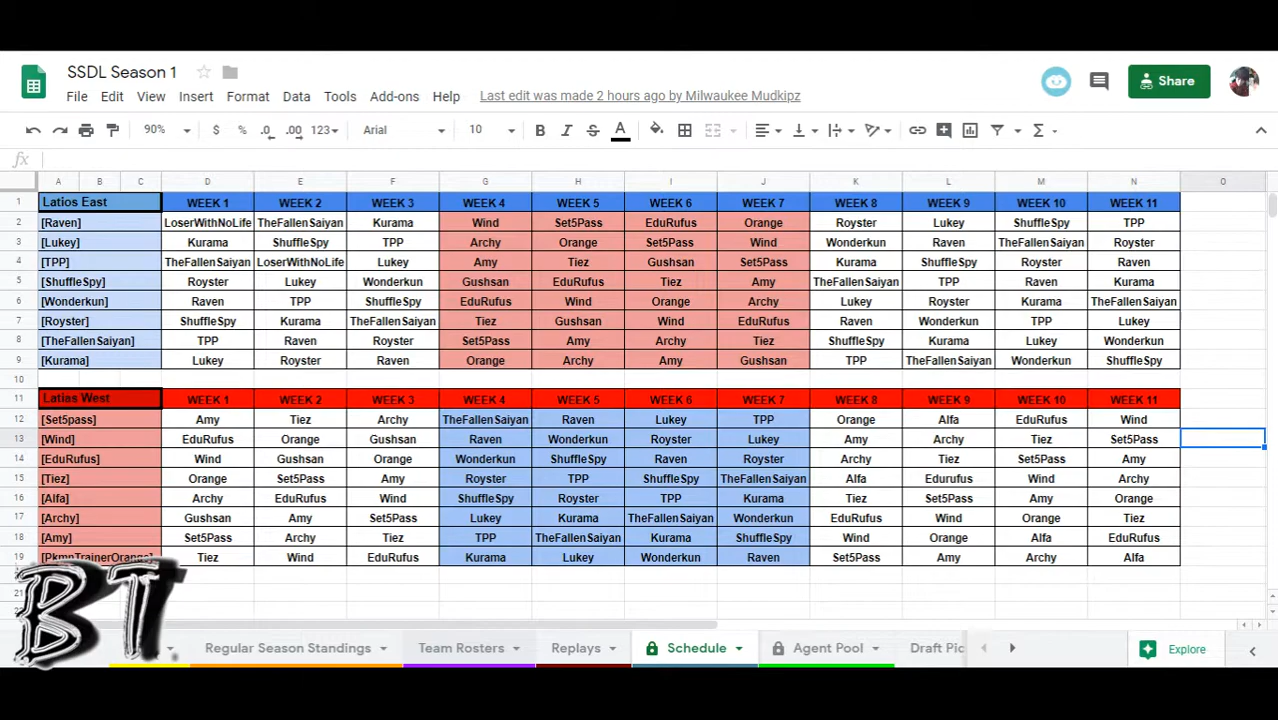 SSDL Season 1
File Edit View Insert Format Data Tools Add-ons Help Last edit was made 2 hours ago by Milwaukee Mudkipz
Share
90% $ % .0 .00 123 Arial 10 B I S A Σ
fx
A B C D E F G H I J K L M N O
1 Latios East WEEK 1 WEEK 2 WEEK 3 WEEK 4 WEEK 5 WEEK 6 WEEK 7 WEEK 8 WEEK 9 WEEK 10 WEEK 11
2 [Raven] LoserWithNoLife TheFallenSaiyan Kurama Wind Set5Pass EduRufus Orange Royster Lukey ShuffleSpy TPP
3 [Lukey] Kurama ShuffleSpy TPP Archy Orange Set5Pass Wind Wonderkun Raven TheFallenSaiyan Royster
4 [TPP] TheFallenSaiyan LoserWithNoLife Lukey Amy Tiez Gushsan Set5Pass Kurama ShuffleSpy Royster Raven
5 [ShuffleSpy] Royster Lukey Wonderkun Gushsan EduRufus Tiez Amy TheFallenSaiyan TPP Raven Kurama
6 [Wonderkun] Raven TPP ShuffleSpy EduRufus Wind Orange Archy Lukey Royster Kurama TheFallenSaiyan
7 [Royster] ShuffleSpy Kurama TheFallenSaiyan Tiez Gushsan Wind EduRufus Raven Wonderkun TPP Lukey
8 [TheFallenSaiyan] TPP Raven Royster Set5Pass Amy Archy Tiez ShuffleSpy Kurama Lukey Wonderkun
9 [Kurama] Lukey Royster Raven Orange Archy Amy Gushsan TPP TheFallenSaiyan Wonderkun ShuffleSpy
10
11 Latias West WEEK 1 WEEK 2 WEEK 3 WEEK 4 WEEK 5 WEEK 6 WEEK 7 WEEK 8 WEEK 9 WEEK 10 WEEK 11
12 [Set5pass] Amy Tiez Archy TheFallenSaiyan Raven Lukey TPP Orange Alfa EduRufus Wind
13 [Wind] EduRufus Orange Gushsan Raven Wonderkun Royster Lukey Amy Archy Tiez Set5Pass
14 [EduRufus] Wind Gushsan Orange Wonderkun ShuffleSpy Raven Royster Archy Tiez Set5Pass Amy
15 [Tiez] Orange Set5Pass Amy Royster TPP ShuffleSpy TheFallenSaiyan Alfa Edurufus Wind Archy
16 [Alfa] Archy EduRufus Wind ShuffleSpy Royster TPP Kurama Tiez Set5Pass Amy Orange
17 [Archy] Gushsan Amy Set5Pass Lukey Kurama TheFallenSaiyan Wonderkun EduRufus Wind Orange Tiez
18 [Amy] Set5Pass Archy Tiez TPP TheFallenSaiyan Kurama ShuffleSpy Wind Orange Alfa EduRufus
19 [PkmnTrainerOrange] Tiez Wind EduRufus Kurama Lukey Wonderkun Raven Set5Pass Amy Archy Alfa
21
BT.
Regular Season Standings Team Rosters Replays Schedule Agent Pool Draft Pic Explore